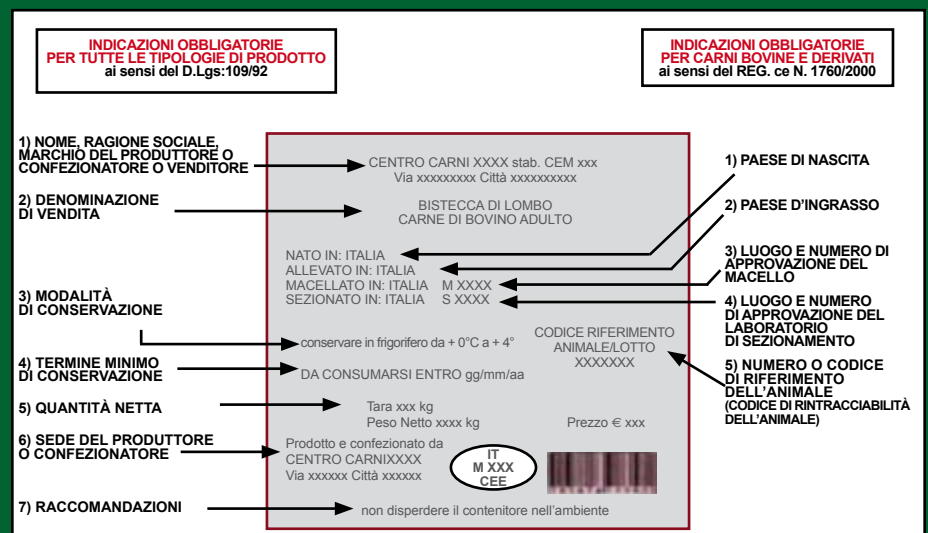 INDICAZIONI OBBLIGATORIE
PER TUTTE LE TIPOLOGIE DI PRODOTTO
ai sensi del D.Lgs:109/92
INDICAZIONI OBBLIGATORIE
PER CARNI BOVINE E DERIVATI
ai sensi del REG. ce N. 1760/2000
1) NOME, RAGIONE SOCIALE,
MARCHIO DEL PRODUTTORE O
CONFEZIONATORE O VENDITORE
2) DENOMINAZIONE
DI VENDITA
3) MODALITÀ
DI CONSERVAZIONE
4) TERMINE MINIMO
DI CONSERVAZIONE
5) QUANTITÀ NETTA
6) SEDE DEL PRODUTTORE
O CONFEZIONATORE
7) RACCOMANDAZIONI
CENTRO CARNI XXXX stab. CEM xxx
Via xxxxxxxxx Città xxxxxxxxxx
BISTECCA DI LOMBO
CARNE DI BOVINO ADULTO
NATO IN: ITALIA
ALLEVATO IN: ITALIA
MACELLATO IN: ITALIA M XXXX
SEZIONATO IN: ITALIA S XXXX
conservare in frigorifero da + 0°C a + 4°
CODICE RIFERIMENTO
ANIMALE/LOTTO
XXXXXXX
DA CONSUMARSI ENTRO gg/mm/aa
Tara xxx kg
Peso Netto xxxx kg Prezzo € xxx
Prodotto e confezionato da
CENTRO CARNIXXXX
Via xxxxxx Città xxxxxx
IT
M XXX
CEE
non disperdere il contenitore nell'ambiente
1) PAESE DI NASCITA
2) PAESE D'INGRASSO
3) LUOGO E NUMERO DI
APPROVAZIONE DEL
MACELLO
4) LUOGO E NUMERO
DI APPROVAZIONE DEL
LABORATORIO
DI SEZIONAMENTO
5) NUMERO O CODICE
DI RIFERIMENTO
DELL'ANIMALE
(CODICE DI RINTRACCIABILITÀ
DELL'ANIMALE)